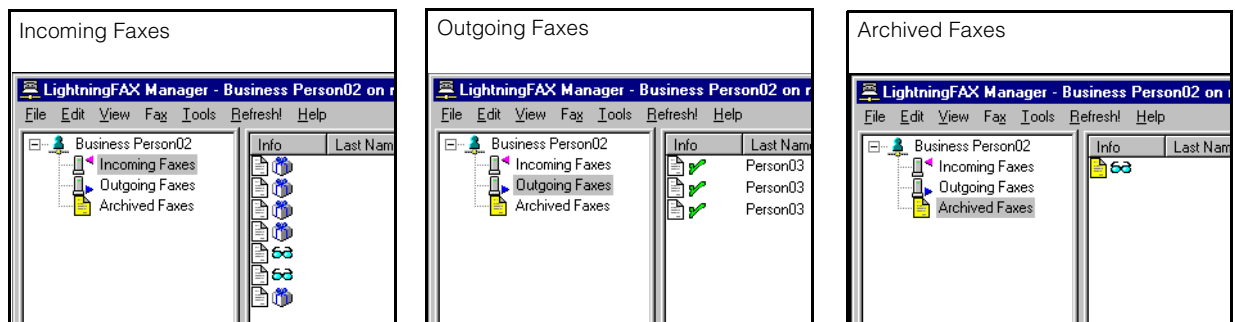 Incoming Faxes
LightningFAX Manager - Business Person02 on
File Edit View Fax Tools Refresh! Help
Business Person02
Incoming Faxes
Outgoing Faxes
Archived Faxes
Info Last Nam
Outgoing Faxes
LightningFAX Manager - Business Person02 on r
File Edit View Fax Tools Refresh! Help
Business Person02
Incoming Faxes
Outgoing Faxes
Archived Faxes
Info Last Nam
Person03
Person03
Person03
Archived Faxes
LightningFAX Manager - Business Person02 on
File Edit View Fax Tools Refresh! Help
Business Person02
Incoming Faxes
Outgoing Faxes
Archived Faxes
Info Last Nam